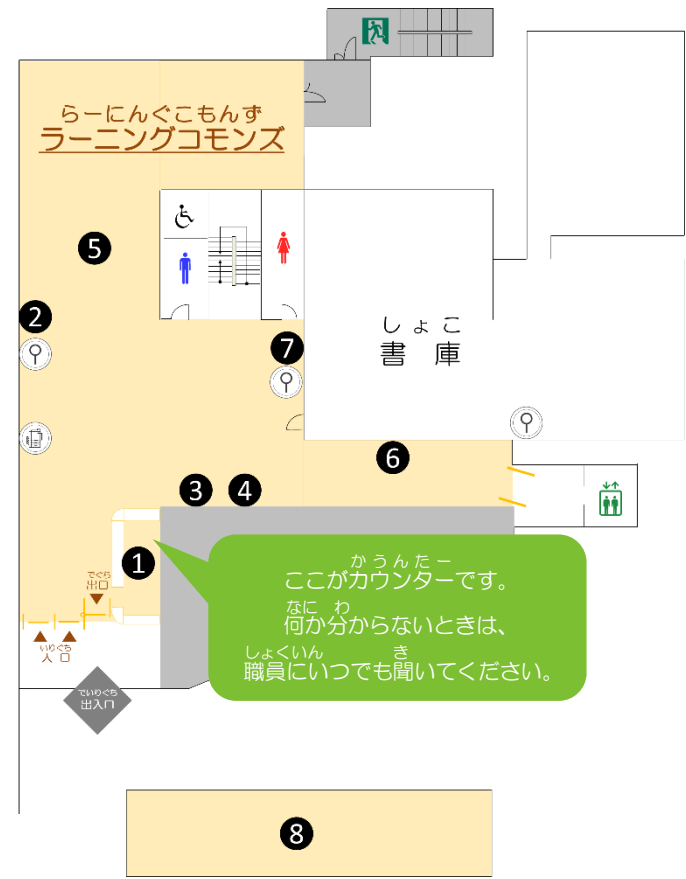 らーにんぐこもんず
ラーニングコモンズ
5
2
7
しょこ
書庫
6
3
4
1
でぐち
出口
いりぐち
入口
でいりぐち
出入口
かうんたー
ここがカウンターです。
なに わ
何か分からないときは、
しょくいん き
職員にいつでも聞いてください。
8